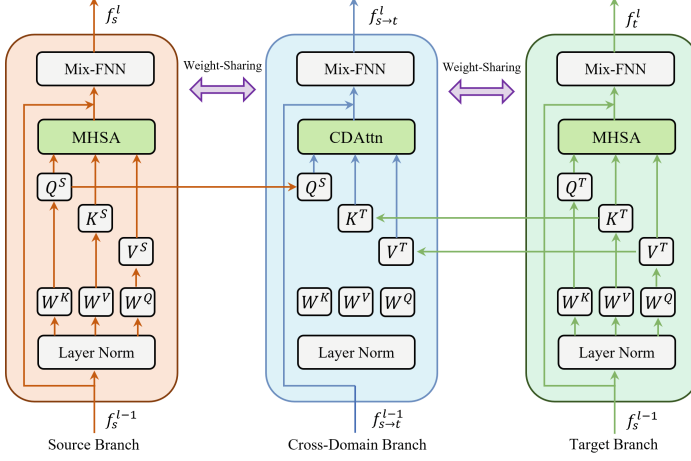 f_s^l
f_{s→t}^l
f_t^l
Mix-FNN
Weight-Sharing
Mix-FNN
Weight-Sharing
Mix-FNN
MHSA
CDAttn
MHSA
Q^S
Q^S
Q^T
K^S
K^T
K^T
V^S
V^T
V^T
W^K W^V W^Q
W^K W^V W^Q
W^K W^V W^Q
Layer Norm
Layer Norm
Layer Norm
f_s^{l-1}
f_{s→t}^{l-1}
f_s^{l-1}
Source Branch
Cross-Domain Branch
Target Branch